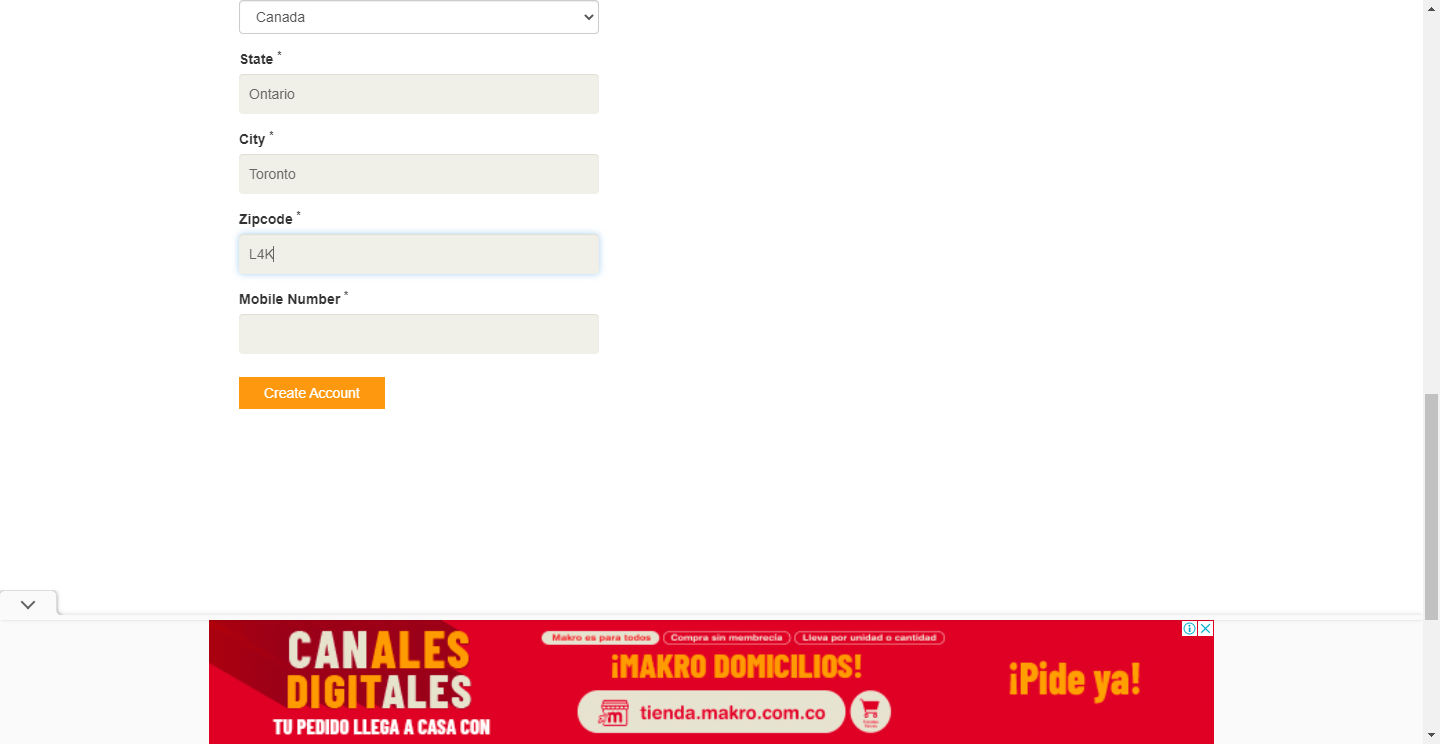 Canada
State *
Ontario
City *
Toronto
Zipcode *
L4K
Mobile Number *
Create Account
CANALES
DIGITALES
TU PEDIDO LLEGA A CASA CON
Makro es para todos
Compra sin membrecía
Lleva por unidad o cantidad
¡MAKRO DOMICILIOS!
m
tienda.makro.com.co
¡Pide ya!